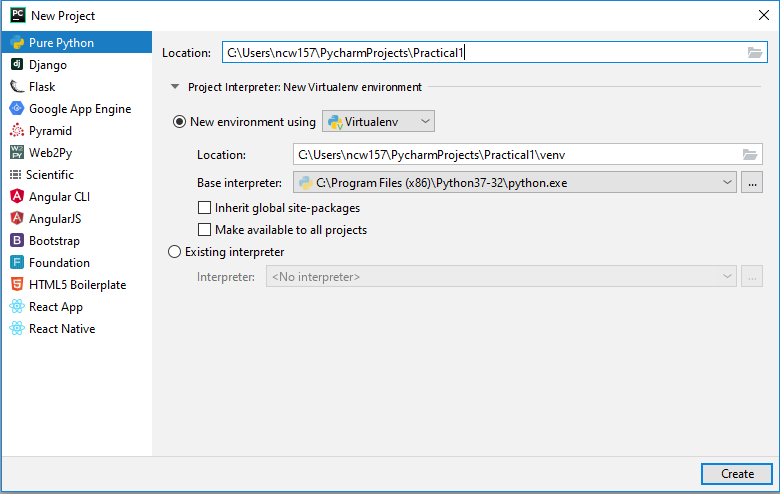 PC New Project
Pure Python
Django
Flask
Google App Engine
Pyramid
Web2Py
Scientific
Angular CLI
AngularJS
Bootstrap
Foundation
HTML5 Boilerplate
React App
React Native
Location: C:\Users\ncw157\PycharmProjects\Practical1
Project Interpreter: New Virtualenv environment
New environment using Virtualenv
Location: C:\Users\ncw157\PycharmProjects\Practical1\venv
Base interpreter: C:\Program Files (x86)\Python37-32\python.exe ...
Inherit global site-packages
Make available to all projects
Existing interpreter
Interpreter: <No interpreter> ...
Create